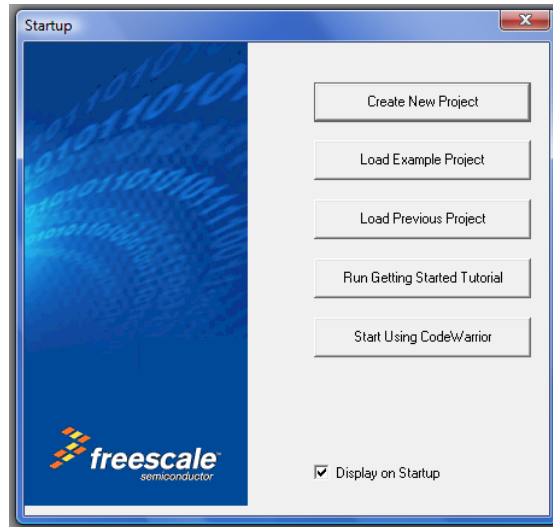 Startup
Create New Project
Load Example Project
Load Previous Project
Run Getting Started Tutorial
Start Using CodeWarrior
freescale
semiconductor
Display on Startup